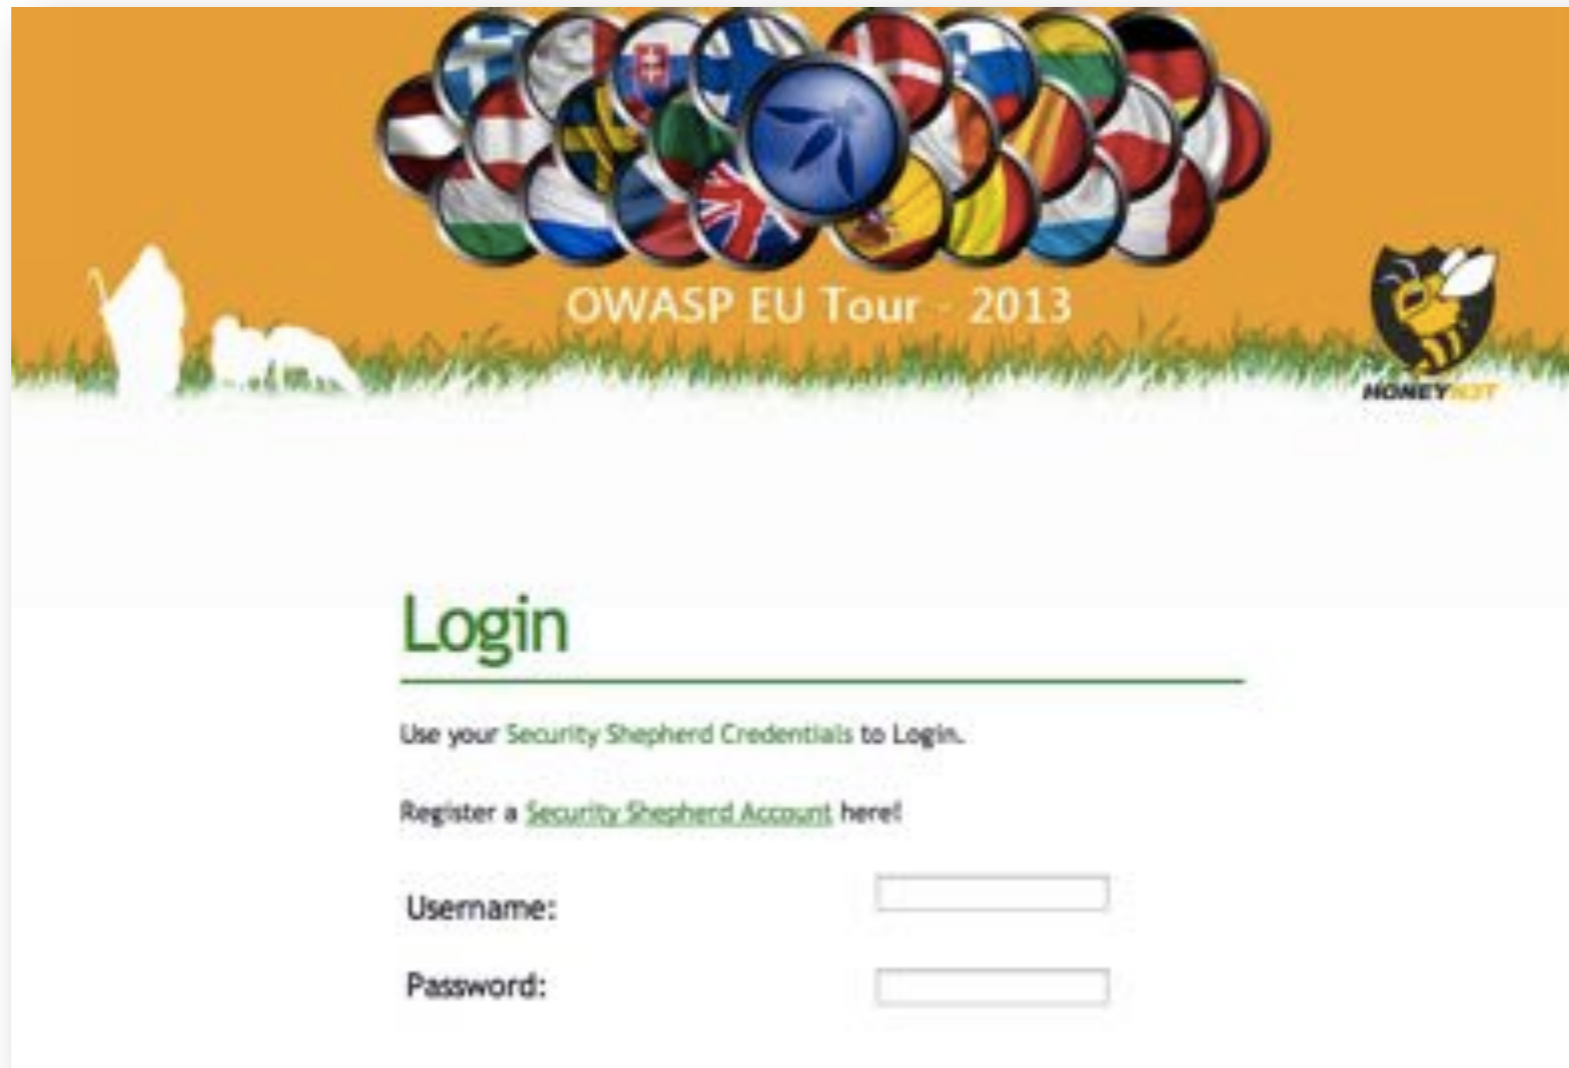 OWASP EU Tour - 2013
HONEYN3T
Login
Use your Security Shepherd Credentials to Login.
Register a Security Shepherd Account here!
Username:
Password: